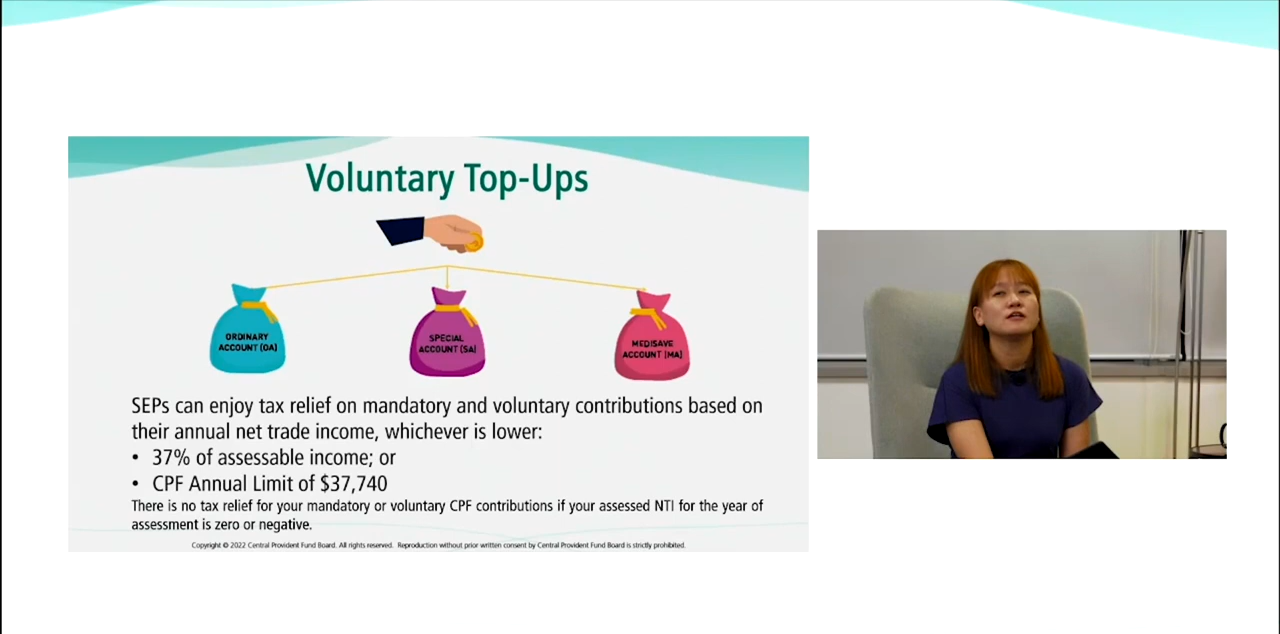 Voluntary Top-Ups
ORDINARY
ACCOUNT (OA)
SPECIAL
ACCOUNT (SA)
MEDISAVE
ACCOUNT (MA)
SEPs can enjoy tax relief on mandatory and voluntary contributions based on
their annual net trade income, whichever is lower:
• 37% of assessable income; or
• CPF Annual Limit of $37,740
There is no tax relief for your mandatory or voluntary CPF contributions if your assessed NTI for the year of
assessment is zero or negative.
Copyright © 2022 Central Provident Fund Board. All rights reserved. Reproduction without prior written consent by Central Provident Fund Board is strictly prohibited.